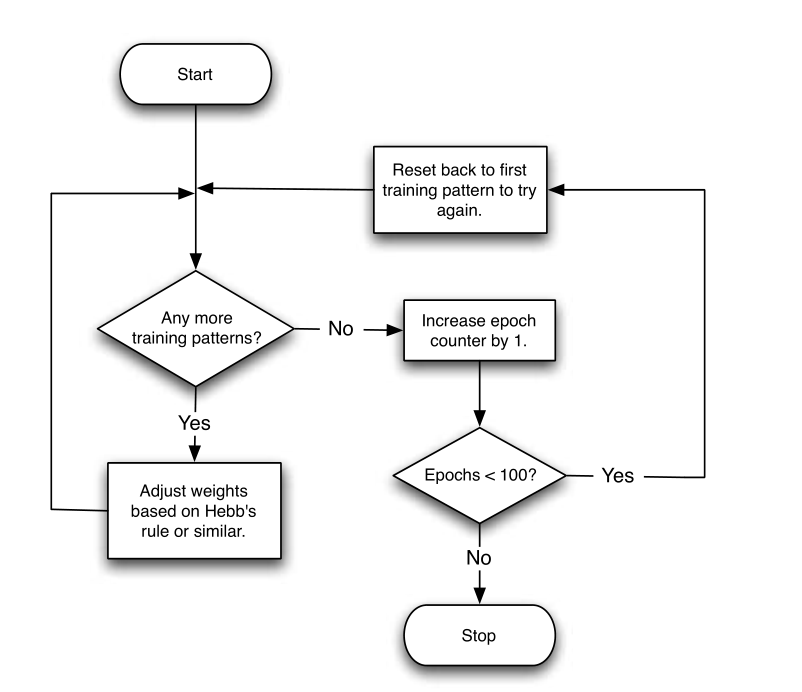 Start
Reset back to first
training pattern to try
again.
Any more
training patterns?
No
Increase epoch
counter by 1.
Yes
Epochs < 100?
Yes
Adjust weights
based on Hebb's
rule or similar.
No
Stop